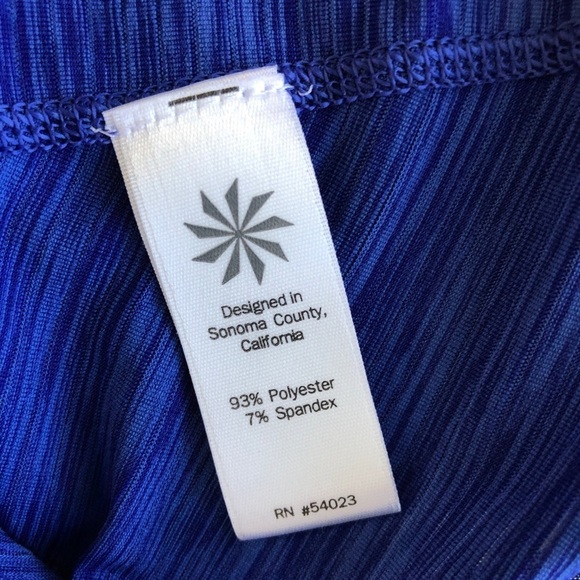 Designed in
Sonoma County,
California
93% Polyester
7% Spandex
RN #54023